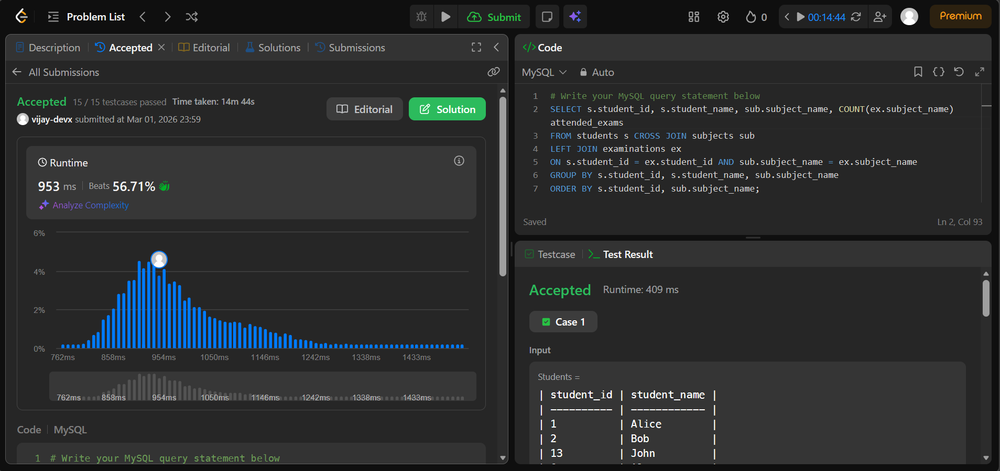 Problem List
Submit
0
00:14:44
Premium
Description
Accepted
Editorial
Solutions
Submissions
All Submissions
Accepted 15 / 15 testcases passed Time taken: 14m 44s
vijay-devx submitted at Mar 01, 2026 23:59
Editorial
Solution
Runtime
953 ms Beats 56.71%
Analyze Complexity
6%
4%
2%
0%
762ms 858ms 954ms 1050ms 1146ms 1242ms 1338ms 1433ms
762ms 858ms 954ms 1050ms 1146ms 1242ms 1338ms 1433ms
Code MySQL
1 # Write your MySQL query statement below
</> Code
MySQL Auto
1 # Write your MySQL query statement below
2 SELECT s.student_id, s.student_name, sub.subject_name, COUNT(ex.subject_name)
attended_exams
3 FROM students s CROSS JOIN subjects sub
4 LEFT JOIN examinations ex
5 ON s.student_id = ex.student_id AND sub.subject_name = ex.subject_name
6 GROUP BY s.student_id, s.student_name, sub.subject_name
7 ORDER BY s.student_id, sub.subject_name;
Saved Ln 2, Col 93
Testcase
Test Result
Accepted Runtime: 409 ms
Case 1
Input
Students =
| student_id | student_name |
| ---------- | ------------ |
| 1 | Alice |
| 2 | Bob |
| 13 | John |